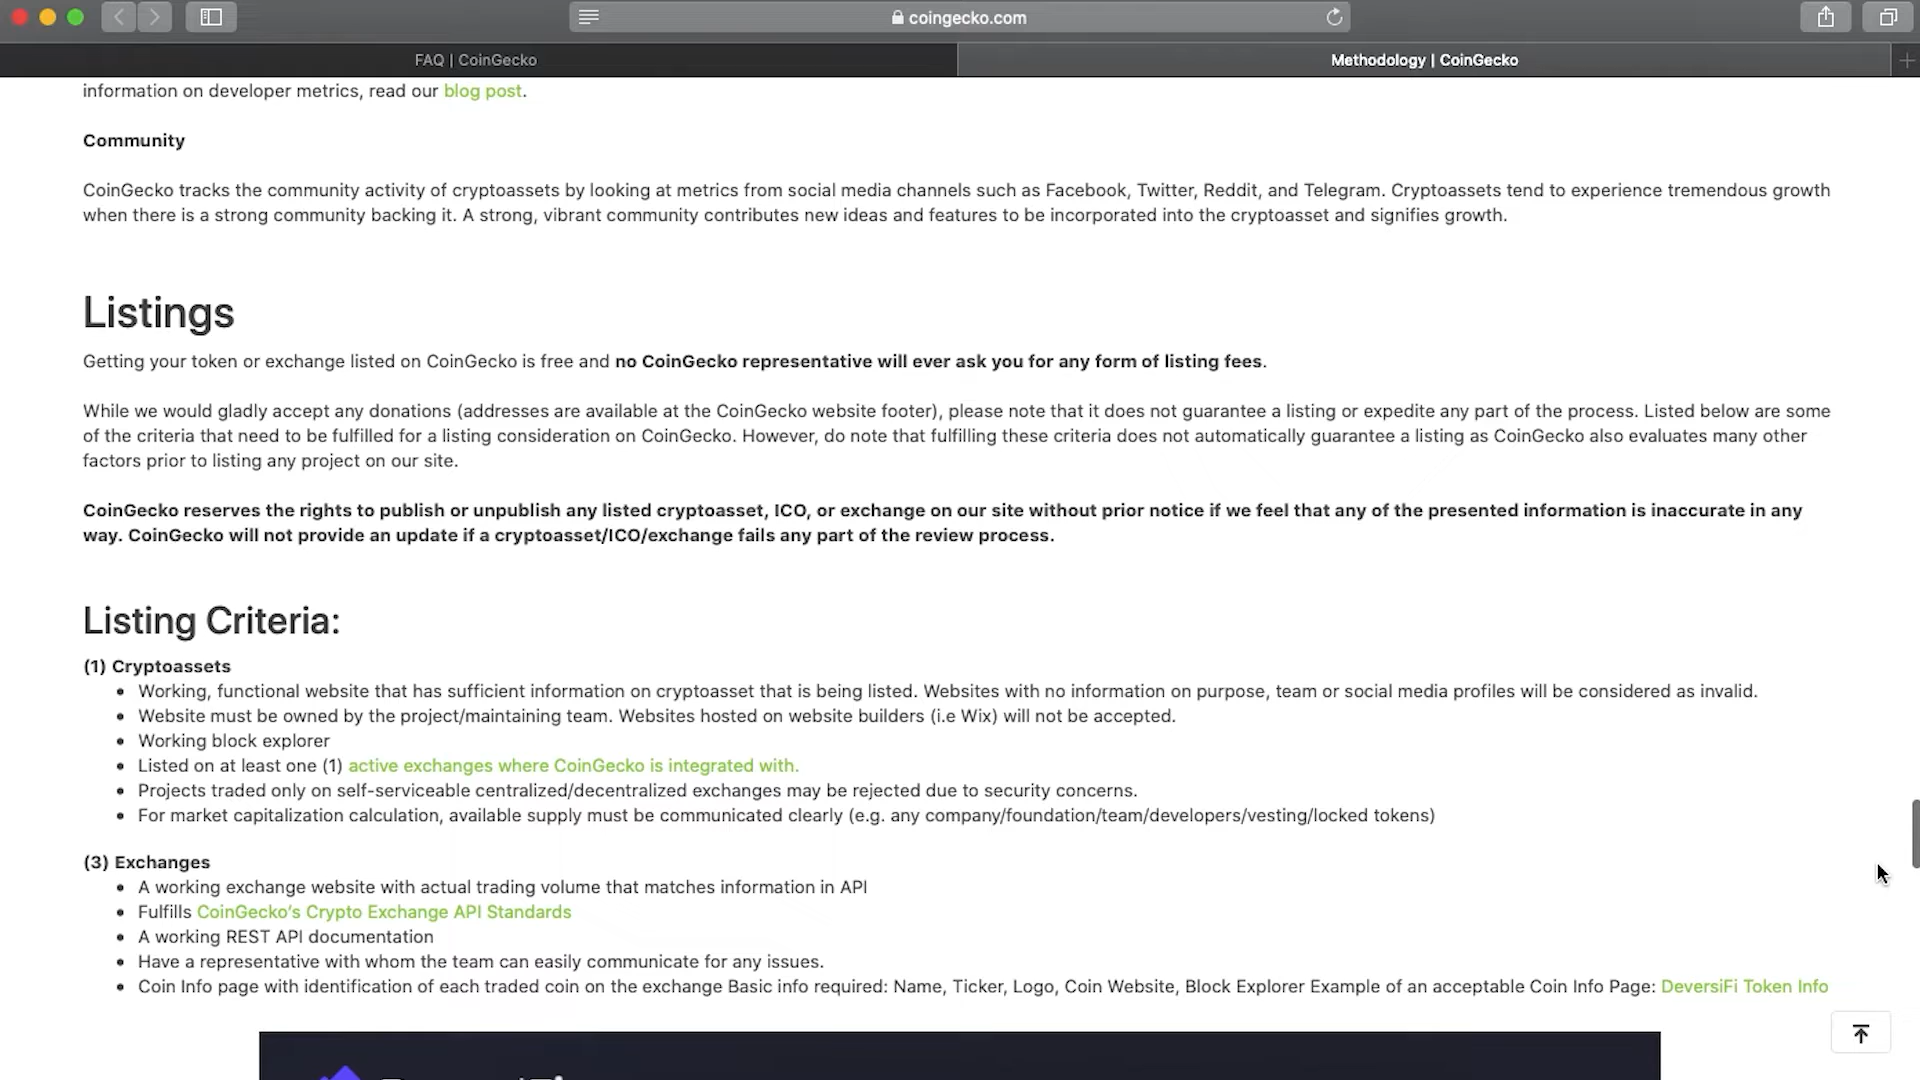 coingecko.com
FAQ | CoinGecko
Methodology | CoinGecko
information on developer metrics, read our blog post.
Community
CoinGecko tracks the community activity of cryptoassets by looking at metrics from social media channels such as Facebook, Twitter, Reddit, and Telegram. Cryptoassets tend to experience tremendous growth
when there is a strong community backing it. A strong, vibrant community contributes new ideas and features to be incorporated into the cryptoasset and signifies growth.
Listings
Getting your token or exchange listed on CoinGecko is free and no CoinGecko representative will ever ask you for any form of listing fees.
While we would gladly accept any donations (addresses are available at the CoinGecko website footer), please note that it does not guarantee a listing or expedite any part of the process. Listed below are some
of the criteria that need to be fulfilled for a listing consideration on CoinGecko. However, do note that fulfilling these criteria does not automatically guarantee a listing as CoinGecko also evaluates many other
factors prior to listing any project on our site.
CoinGecko reserves the rights to publish or unpublish any listed cryptoasset, ICO, or exchange on our site without prior notice if we feel that any of the presented information is inaccurate in any
way. CoinGecko will not provide an update if a cryptoasset/ICO/exchange fails any part of the review process.
Listing Criteria:
(1) Cryptoassets
• Working, functional website that has sufficient information on cryptoasset that is being listed. Websites with no information on purpose, team or social media profiles will be considered as invalid.
• Website must be owned by the project/maintaining team. Websites hosted on website builders (i.e Wix) will not be accepted.
• Working block explorer
• Listed on at least one (1) active exchanges where CoinGecko is integrated with.
• Projects traded only on self-serviceable centralized/decentralized exchanges may be rejected due to security concerns.
• For market capitalization calculation, available supply must be communicated clearly (e.g. any company/foundation/team/developers/vesting/locked tokens)
(3) Exchanges
• A working exchange website with actual trading volume that matches information in API
• Fulfills CoinGecko's Crypto Exchange API Standards
• A working REST API documentation
• Have a representative with whom the team can easily communicate for any issues.
• Coin Info page with identification of each traded coin on the exchange Basic info required: Name, Ticker, Logo, Coin Website, Block Explorer Example of an acceptable Coin Info Page: DeversiFi Token Info